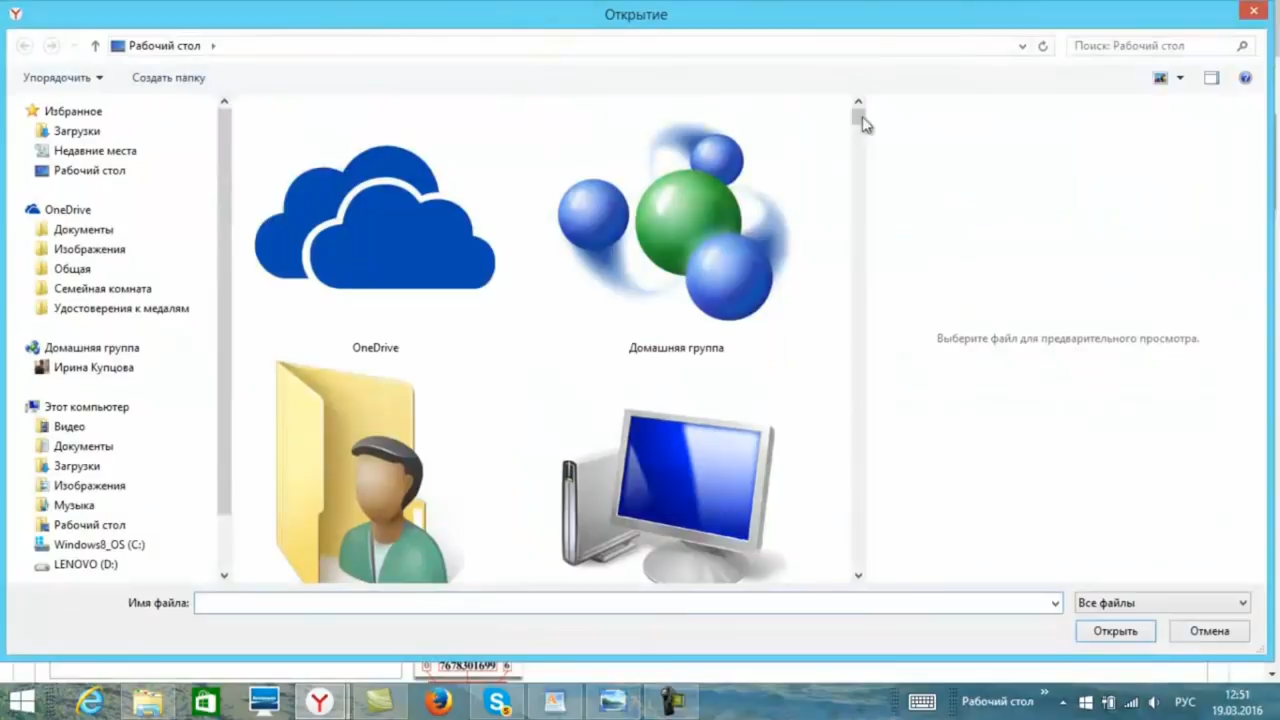 Открытие
Рабочий стол
Поиск: Рабочий стол
Упорядочить
Создать папку
Избранное
Загрузки
Недавние места
Рабочий стол
OneDrive
Документы
Изображения
Общая
Семейная комната
Удостоверения к медалям
Домашняя группа
Ирина Купцова
Этот компьютер
Видео
Документы
Загрузки
Изображения
Музыка
Рабочий стол
Windows8_OS (C:)
LENOVO (D:)
OneDrive
Домашняя группа
Выберите файл для предварительного просмотра.
Имя файла:
Все файлы
Открыть
Отмена
0 7678301699 6
Рабочий стол
РУС
12:51
19.03.2016